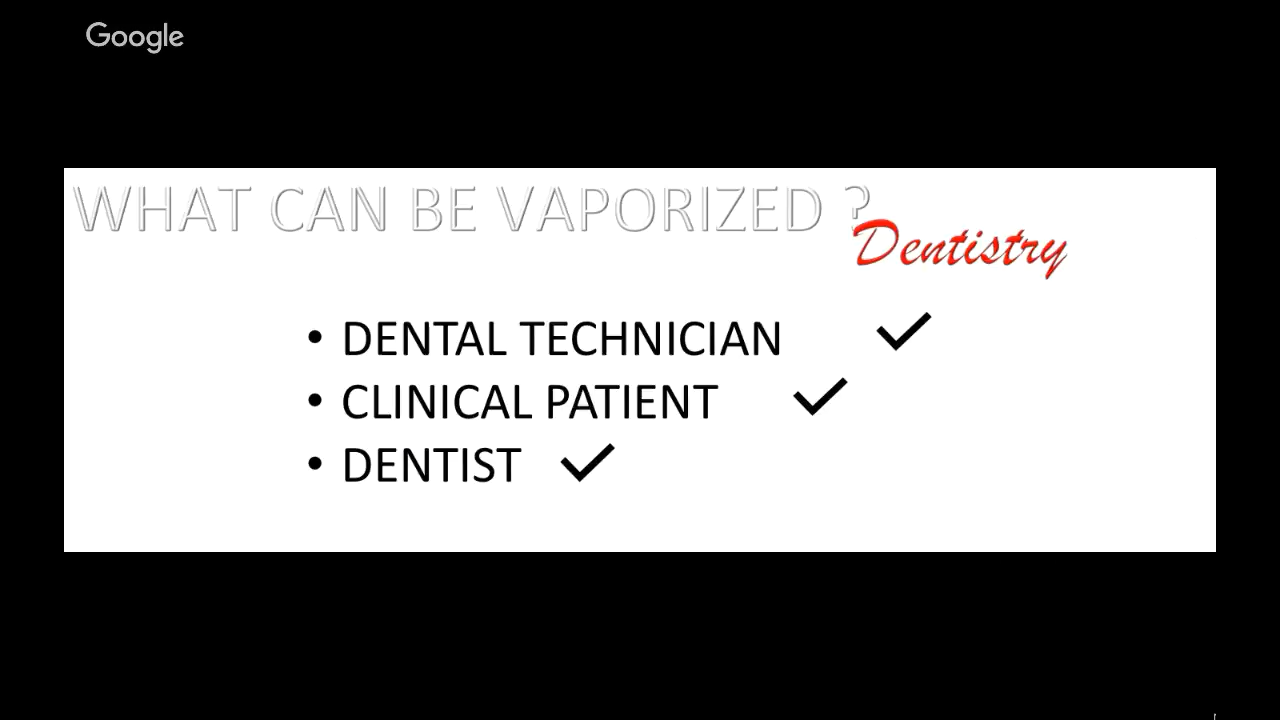 Google
WHAT CAN BE VAPORIZED ?
Dentistry
• DENTAL TECHNICIAN
• CLINICAL PATIENT
• DENTIST